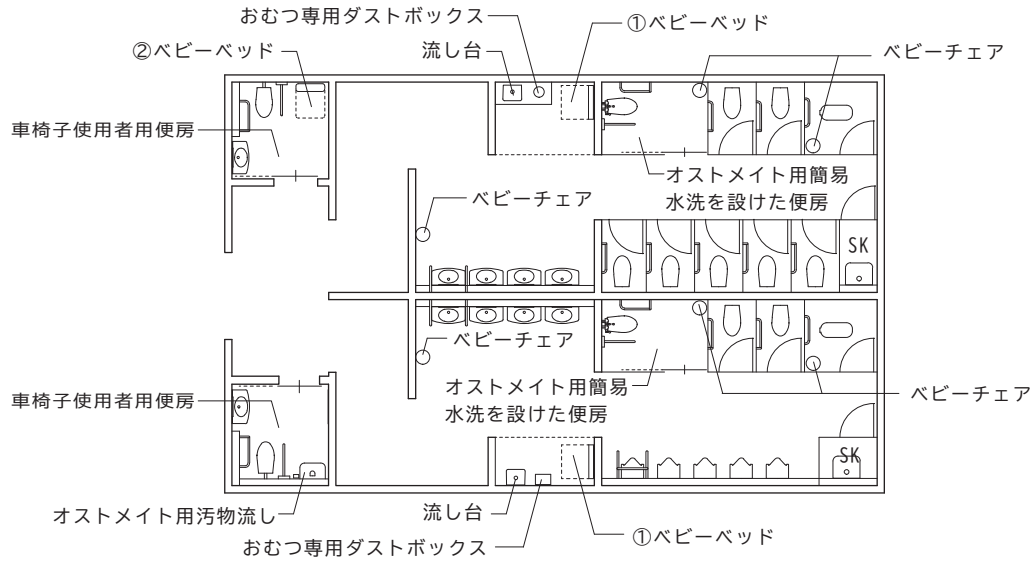 おむつ専用ダストボックス
①ベビーベッド
②ベビーベッド
流し台
ベビーチェア
車椅子使用者用便房
オストメイト用簡易
水洗を設けた便房
ベビーチェア
SK
ベビーチェア
オストメイト用簡易
水洗を設けた便房
ベビーチェア
車椅子使用者用便房
SK
オストメイト用汚物流し
流し台
おむつ専用ダストボックス
①ベビーベッド